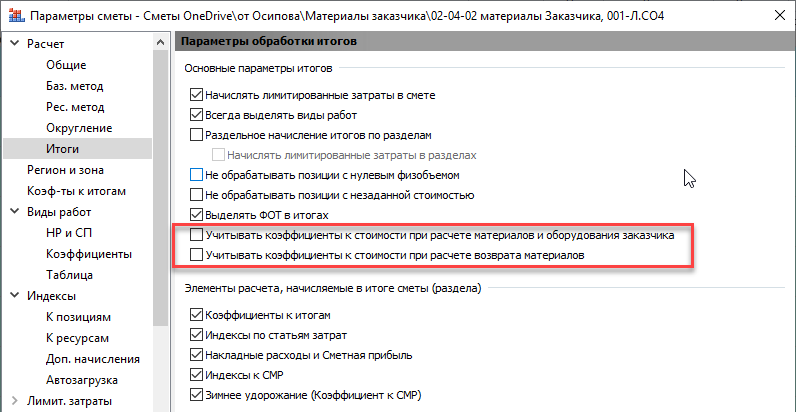 Параметры сметы - Сметы OneDrive\от Осипова\Материалы заказчика\02-04-02 материалы Заказчика, 001-Л.СО4
Расчет
Общие
Баз. метод
Рес. метод
Округление
Итоги
Регион и зона
Коэф-ты к итогам
Виды работ
НР и СП
Коэффициенты
Таблица
Индексы
К позициям
К ресурсам
Доп. начисления
Автозагрузка
Лимит. затраты
Параметры обработки итогов
Основные параметры итогов
Начислять лимитированные затраты в смете
Всегда выделять виды работ
Раздельное начисление итогов по разделам
Начислять лимитированные затраты в разделах
Не обрабатывать позиции с нулевым физобъемом
Не обрабатывать позиции с незаданной стоимостью
Выделять ФОТ в итогах
Учитывать коэффициенты к стоимости при расчете материалов и оборудования заказчика
Учитывать коэффициенты к стоимости при расчете возврата материалов
Элементы расчета, начисляемые в итоге сметы (раздела)
Коэффициенты к итогам
Индексы по статьям затрат
Накладные расходы и Сметная прибыль
Индексы к СМР
Зимнее удорожание (Коэффициент к СМР)